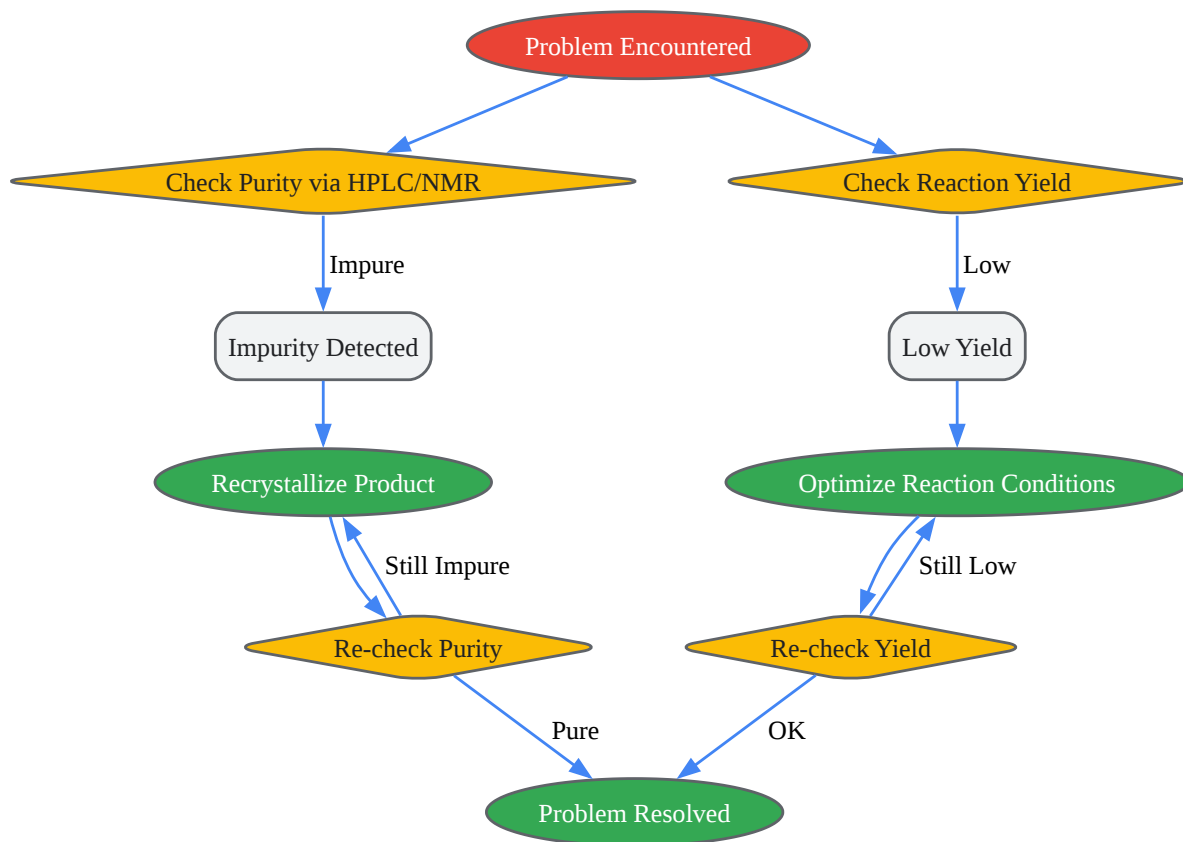 Problem Encountered
Check Purity via HPLC/NMR
Check Reaction Yield
Impure
Low
Impurity Detected
Low Yield
Recrystallize Product
Optimize Reaction Conditions
Still Impure
Still Low
Re-check Purity
Re-check Yield
Pure
OK
Problem Resolved